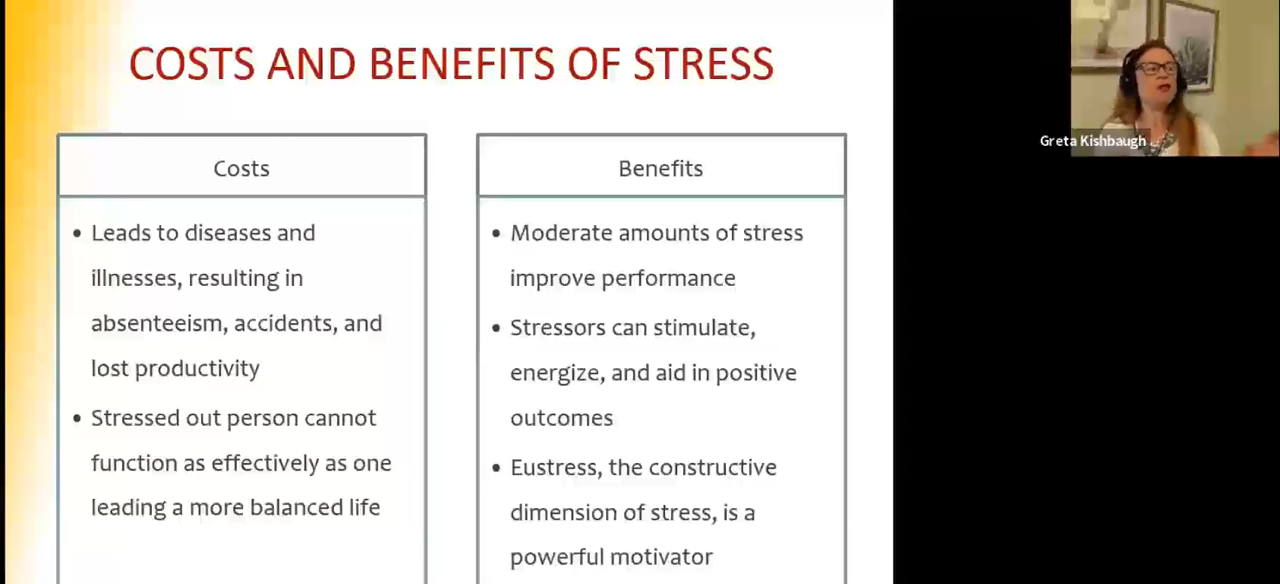 COSTS AND BENEFITS OF STRESS
Costs
• Leads to diseases and
illnesses, resulting in
absenteeism, accidents, and
lost productivity
• Stressed out person cannot
function as effectively as one
leading a more balanced life
Benefits
• Moderate amounts of stress
improve performance
• Stressors can stimulate,
energize, and aid in positive
outcomes
• Eustress, the constructive
dimension of stress, is a
powerful motivator
Greta Kishbaugh